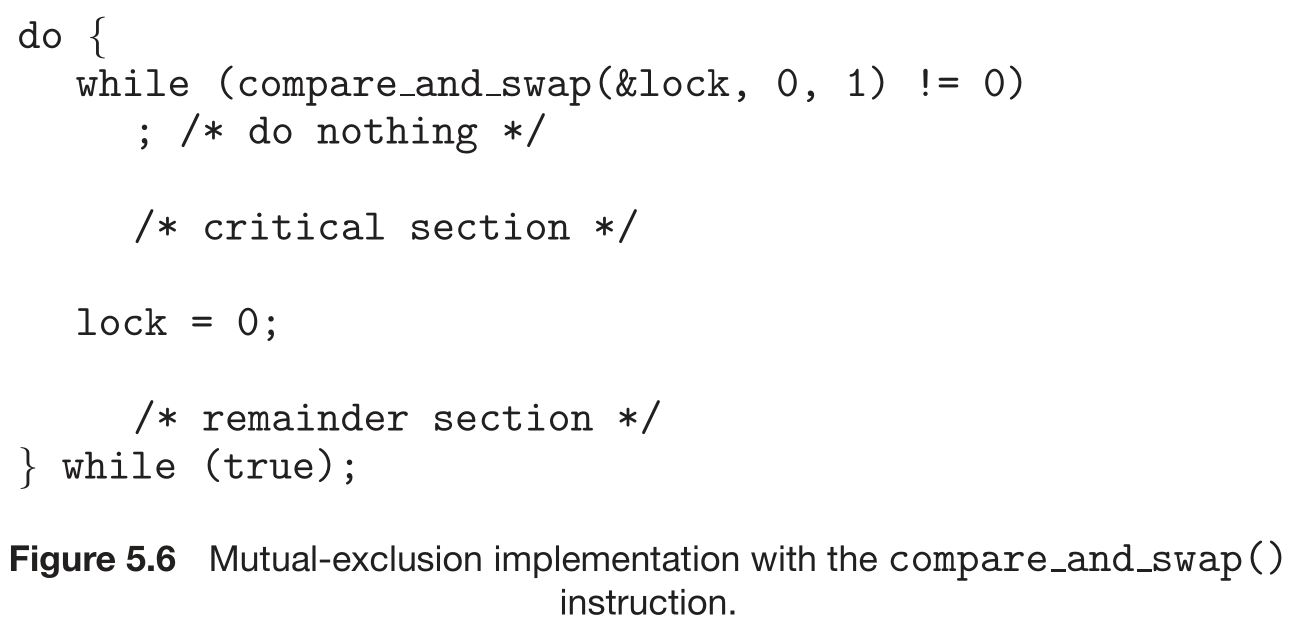 do {
while (compare_and_swap(&lock, 0, 1) != 0)
; /* do nothing */
/* critical section */
lock = 0;
/* remainder section */
} while (true);
Figure 5.6 Mutual-exclusion implementation with the compare_and_swap()
instruction.